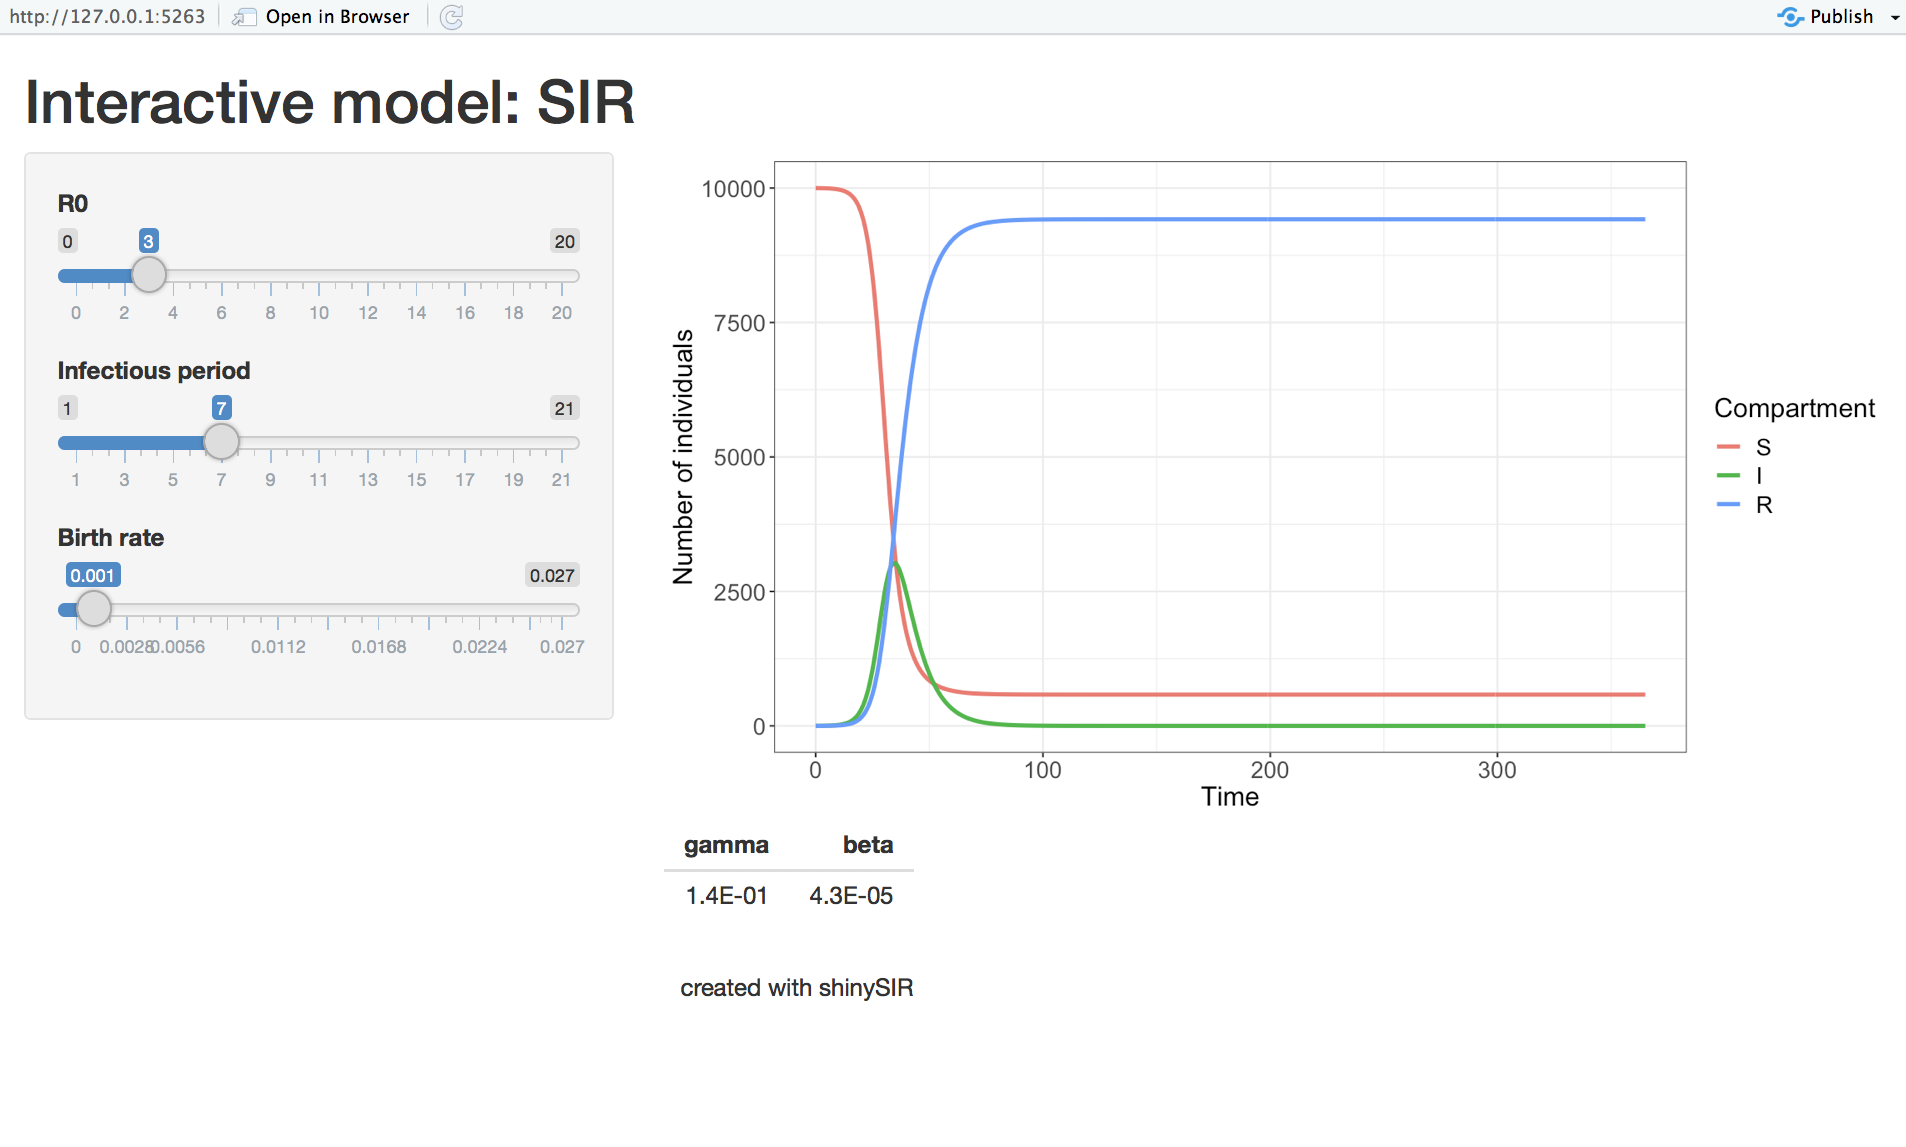 http://127.0.0.1:5263 Open in Browser Publish
Interactive model: SIR
R0
0 3 20
0 2 4 6 8 10 12 14 16 18 20
Infectious period
1 7 21
1 3 5 7 9 11 13 15 17 19 21
Birth rate
0.001 0.027
0 0.0028 0.0056 0.0112 0.0168 0.0224 0.027
Number of individuals
10000
7500
5000
2500
0
0 100 200 300
Time
Compartment
S
I
R
gamma beta
1.4E-01 4.3E-05
created with shinySIR